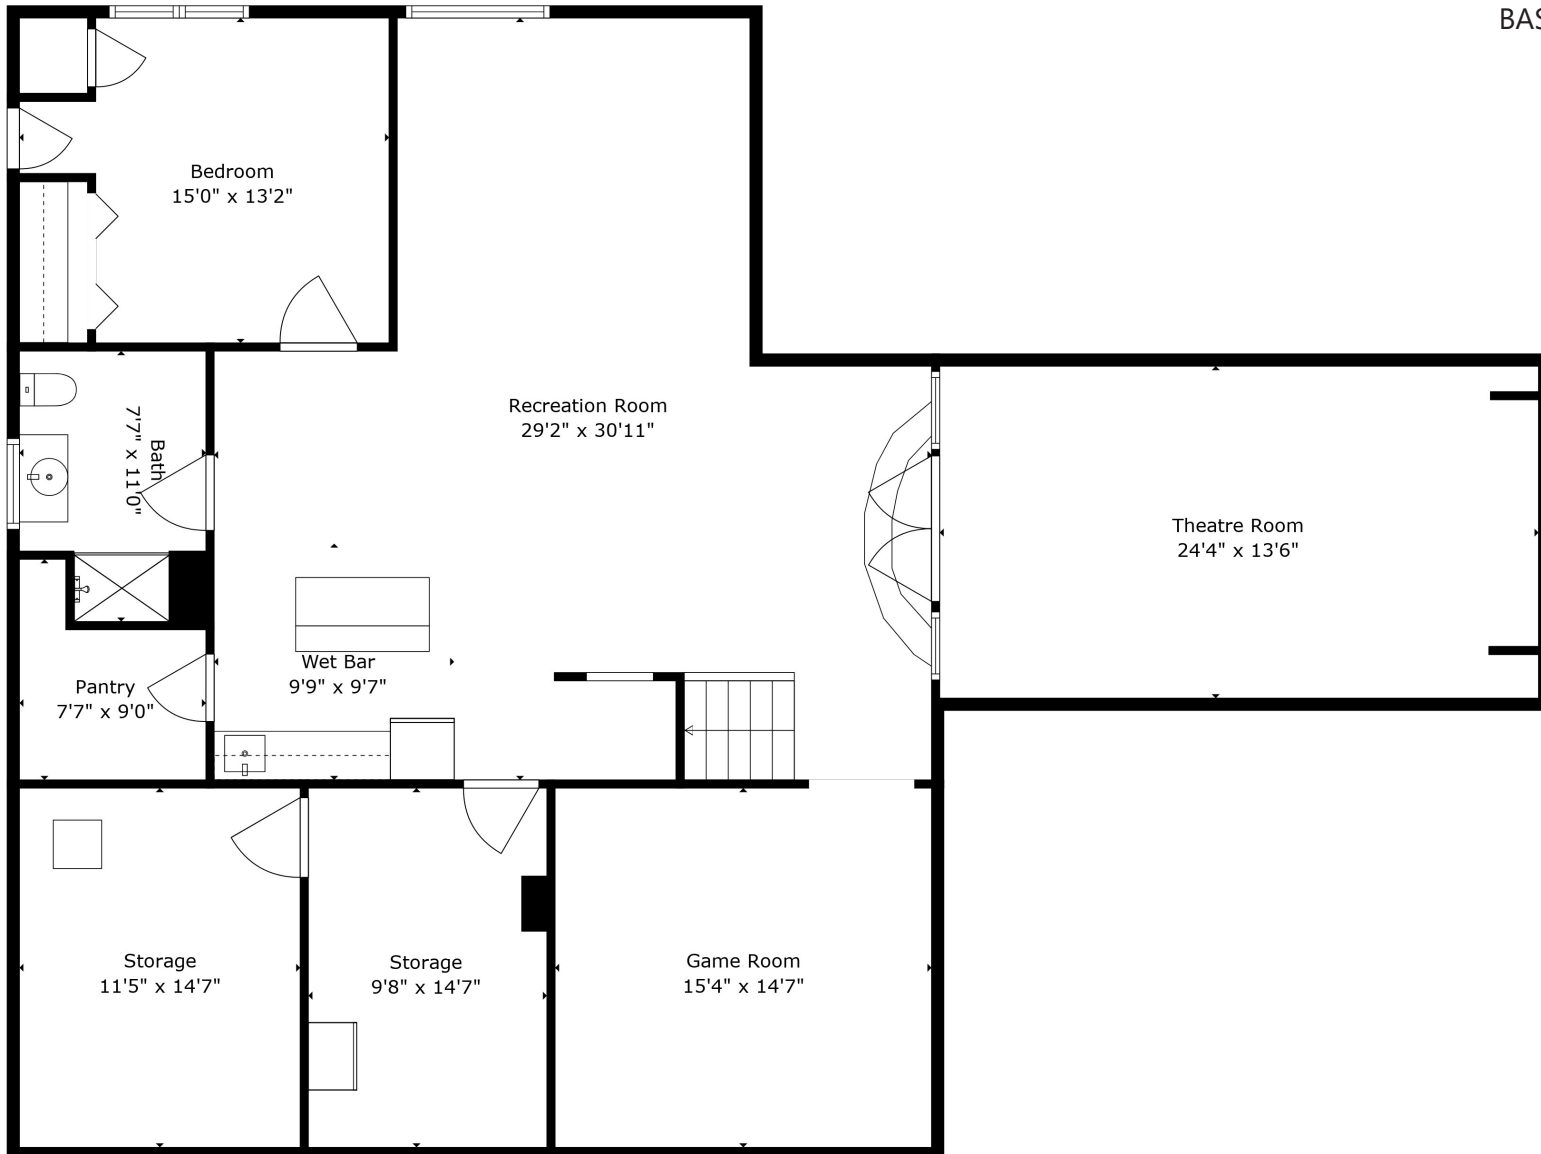 BAS
Bedroom
15'0" x 13'2"
Recreation Room
29'2" x 30'11"
Bath
7'7" x 11'0"
Theatre Room
24'4" x 13'6"
Wet Bar
9'9" x 9'7"
Pantry
7'7" x 9'0"
Storage
11'5" x 14'7"
Storage
9'8" x 14'7"
Game Room
15'4" x 14'7"